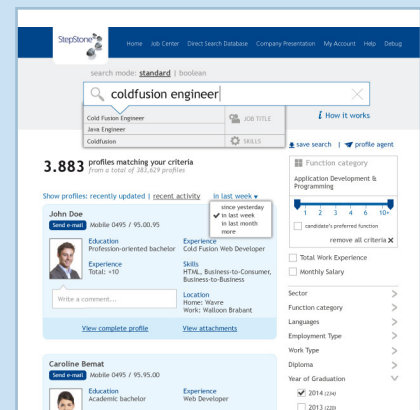 StepStone
Home Job Center Direct Search Database Company Presentation My Account Help Debug
search mode: standard | boolean
coldfusion engineer
Cold Fusion Engineer
Java Engineer
JOB TITLE
Coldfusion
SKILLS
i How it works
save search | profile agent
3.883 profiles matching your criteria
from a total of 383,629 profiles
Show profiles: recently updated | recent activity in last week
since yesterday
in last week
in last month
more
John Doe
Send e-mail Mobile 0495 / 95.00.95
Education
Profession-oriented bachelor
Experience
Cold Fusion Web Developer
Experience
Total: +10
Skills
HTML, Business-to-Consumer,
Business-to-Business
Location
Home: Wavre
Work: Walloon Brabant
Write a comment...
View complete profile View attachments
Caroline Bemat
Send e-mail Mobile 0495 / 95.95.00
Education
Academic bachelor
Experience
Web Developer
Function category
Application Development &
Programming
1 2 3 4 6 10+
candidate's preferred function
remove all criteria X
Total Work Experience
Monthly Salary
Sector
Function category
Languages
Employment Type
Work Type
Diploma
Year of Graduation
2014 (234)
2013 (220)